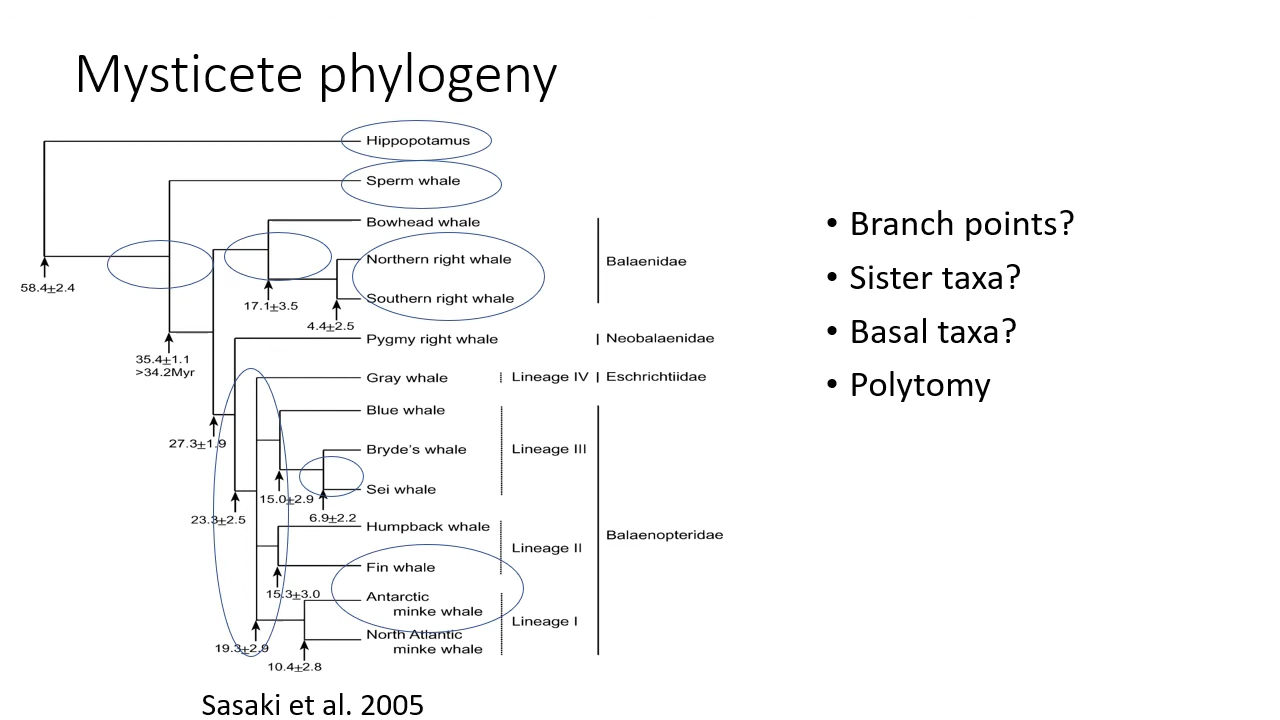 Mysticete phylogeny
Hippopotamus
Sperm whale
Bowhead whale
Northern right whale
Balaenidae
58.4±2.4
Southern right whale
17.1±3.5
4.4±2.5
Pygmy right whale
Neobalaenidae
35.4±1.1
>34.2Myr
Gray whale
Lineage IV
Eschrichtiidae
Blue whale
27.3±1.9
Bryde's whale
Lineage III
Sei whale
15.0±2.9
23.3±2.5
6.9±2.2
Humpback whale
Balaenopteridae
Lineage II
Fin whale
15.3±3.0
Antarctic
minke whale
Lineage I
North Atlantic
minke whale
19.3±2.9
10.4±2.8
Sasaki et al. 2005
• Branch points?
• Sister taxa?
• Basal taxa?
• Polytomy